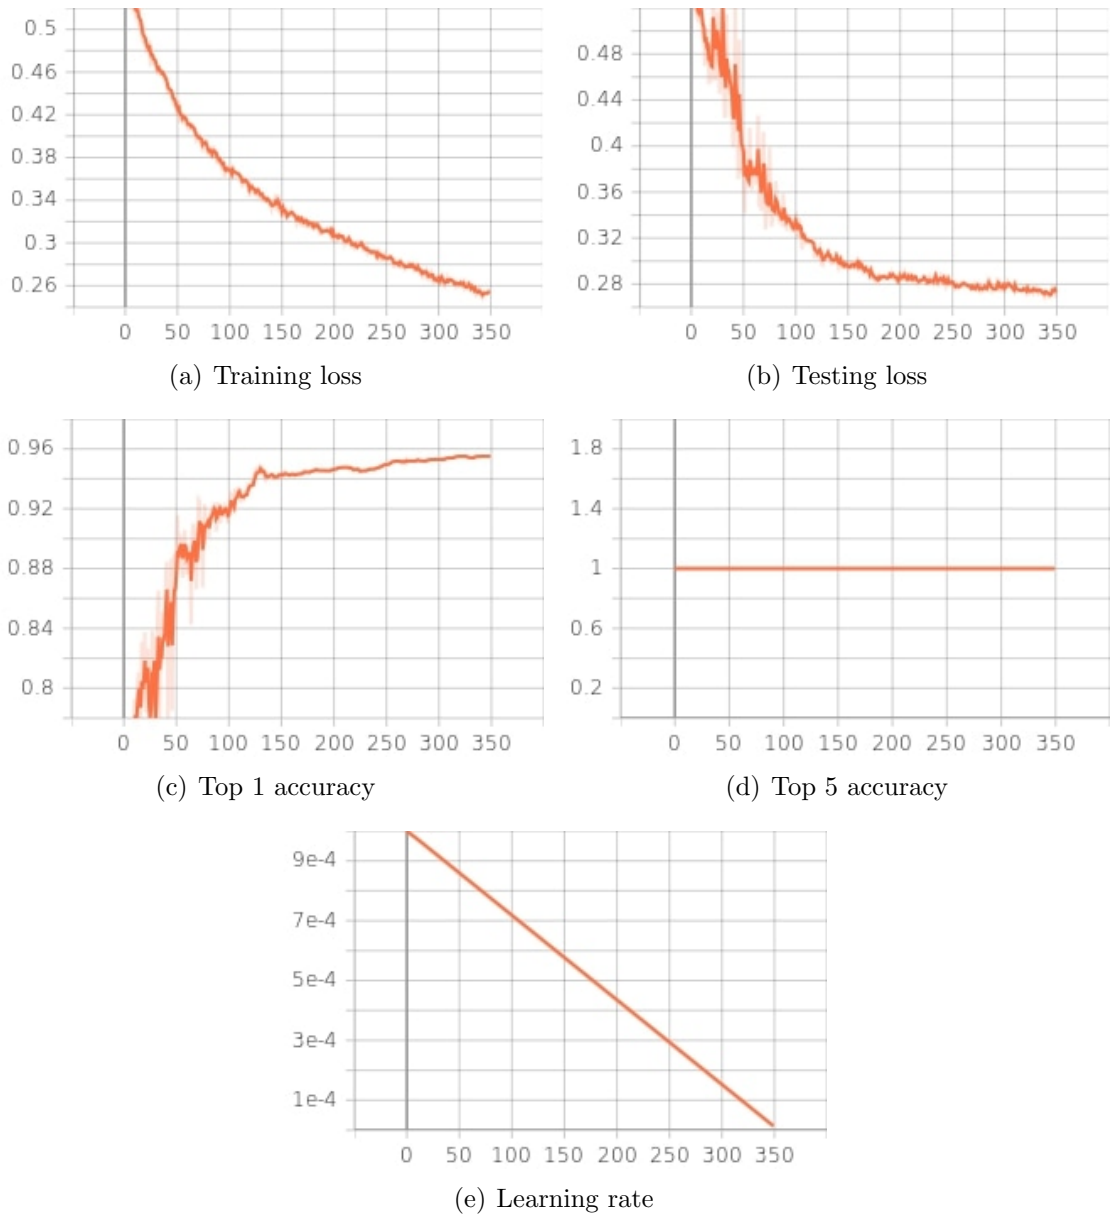 0.5
0.46
0.42
0.38
0.34
0.3
0.26
0 50 100 150 200 250 300 350
(a) Training loss
0.48
0.44
0.4
0.36
0.32
0.28
0 50 100 150 200 250 300 350
(b) Testing loss
0.96
0.92
0.88
0.84
0.8
0 50 100 150 200 250 300 350
(c) Top 1 accuracy
1.8
1.4
1
0.6
0.2
0 50 100 150 200 250 300 350
(d) Top 5 accuracy
9e-4
7e-4
5e-4
3e-4
1e-4
0 50 100 150 200 250 300 350
(e) Learning rate